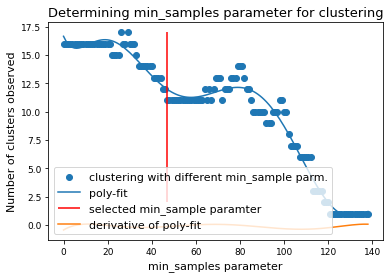 Determining min_samples parameter for clustering
Number of clusters observed
17.5
15.0
12.5
10.0
7.5
5.0
2.5
0.0
clustering with different min_sample parm.
poly-fit
selected min_sample paramter
derivative of poly-fit
0 20 40 60 80 100 120 140
min_samples parameter